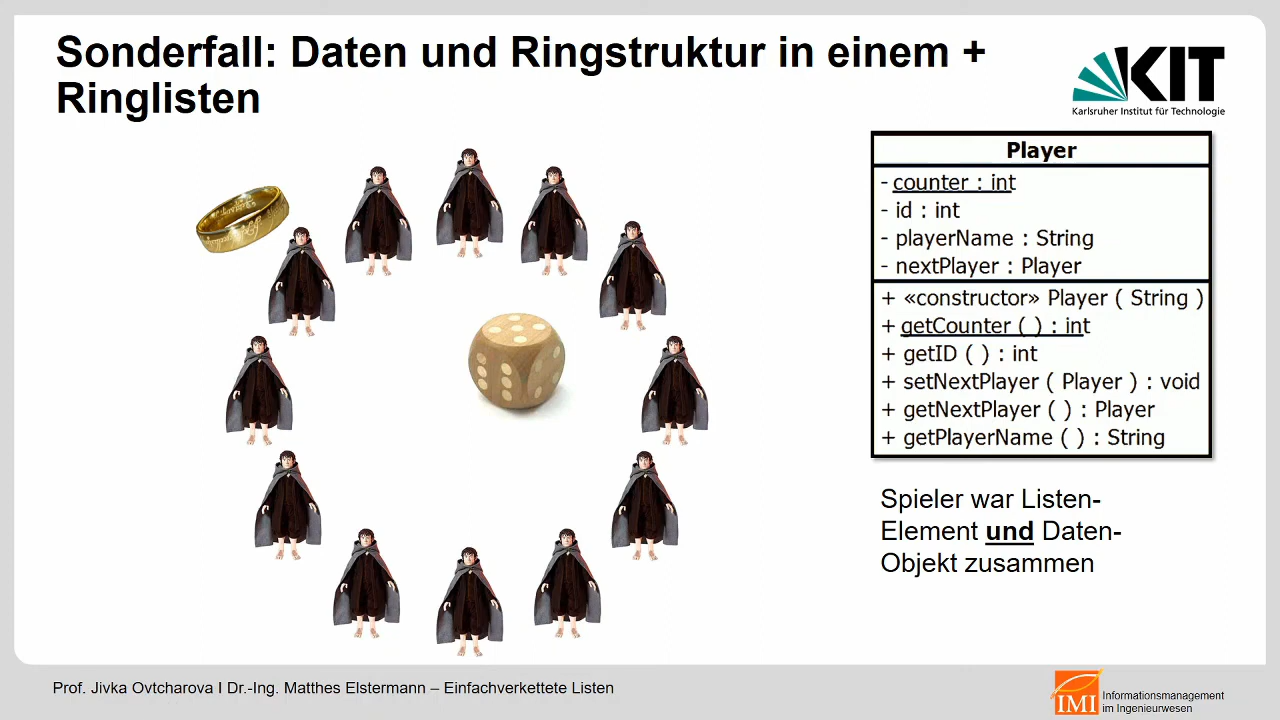 Sonderfall: Daten und Ringstruktur in einem +
Ringlisten
KIT
Karlsruher Institut für Technologie
Player
- counter : int
- id : int
- playerName : String
- nextPlayer : Player
+ «constructor» Player ( String )
+ getCounter ( ) : int
+ getID ( ) : int
+ setNextPlayer ( Player ) : void
+ getNextPlayer ( ) : Player
+ getPlayerName ( ) : String
Spieler war Listen-
Element und Daten-
Objekt zusammen
Prof. Jivka Ovtcharova I Dr.-Ing. Matthes – Einfachverkettete Listen
IMI
Informationsmanagement
im Ingenieurwesen